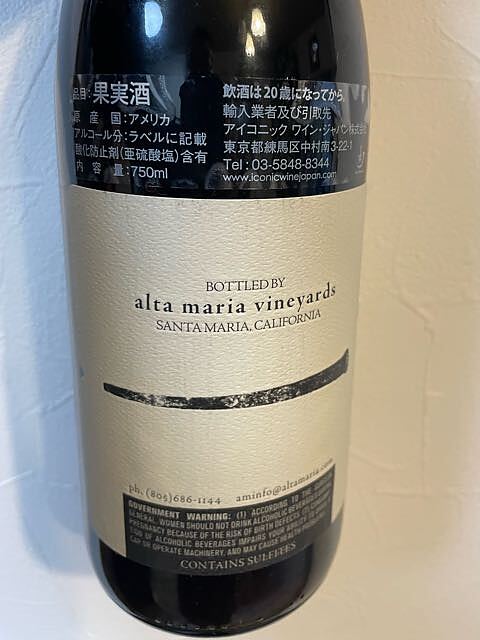 品目:果実酒
原産国:アメリカ
アルコール分:ラベルに記載
酸化防止剤(亜硫酸塩)含有
内容量:750ml
飲酒は20歳になってから。
輸入業者及び引取先
アイコニック ワイン・ジャパン株式
東京都練馬区中村南3-22-1
Tel:03-5848-8344
www.iconicwinejapan.com
BOTTLED BY
alta maria vineyards
SANTA MARIA, CALIFORNIA
ph. (805)686-1144 aminfo@altamaria.com
GOVERNMENT WARNING: (1) ACCORDING TO THE
GENERAL, WOMEN SHOULD NOT DRINK ALCOHOLIC BEVERAGES
PREGNANCY BECAUSE OF THE RISK OF BIRTH DEFECTS.
OF ALCOHOLIC BEVERAGES IMPAIRS YOUR ABILITY TO
CAR OR OPERATE MACHINERY, AND MAY CAUSE HEALTH
CONTAINS SULFITES